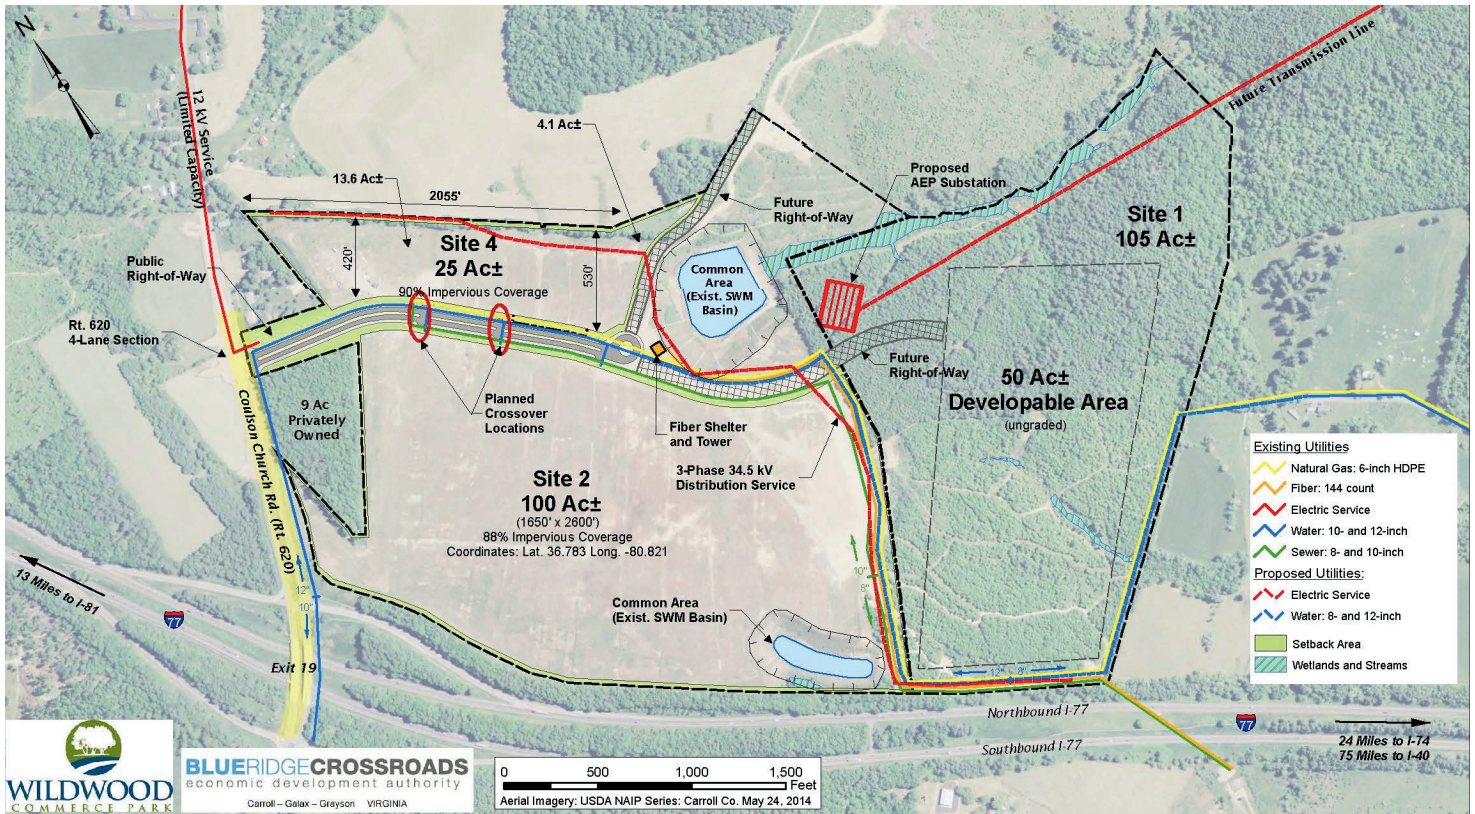 N
12 kV Service
(Limited Capacity)
4.1 Ac±
13.6 Ac±
2055'
Future Transmission Line
Proposed
AEP Substation
Future
Right-of-Way
Site 1
105 Ac±
Public
Right-of-Way
420'
Site 4
25 Ac±
90% Impervious Coverage
530'
Common
Area
(Exist. SWM
Basin)
Rt. 620
4-Lane Section
Future
Right-of-Way
50 Ac±
Developable Area
(ungraded)
9 Ac
Privately
Owned
Planned
Crossover
Locations
Fiber Shelter
and Tower
3-Phase 34.5 kV
Distribution Service
Coulson Church Rd. (Rt. 620)
Site 2
100 Ac±
(1650' x 2600')
88% Impervious Coverage
Coordinates: Lat. 36.783 Long. -80.821
Existing Utilities
Natural Gas: 6-inch HDPE
Fiber: 144 count
Electric Service
Water: 10- and 12-inch
Sewer: 8- and 10-inch
Proposed Utilities:
Electric Service
Water: 8- and 12-inch
Setback Area
Wetlands and Streams
13 Miles to I-81
77
12"
10"
10"
8"
Common Area
(Exist. SWM Basin)
Exit 19
12"
8"
Northbound I-77
Southbound I-77
77
24 Miles to I-74
75 Miles to I-40
WILDWOOD
COMMERCE PARK
BLUERIDGECROSSROADS
economic development authority
Carroll – Galax – Grayson VIRGINIA
0 500 1,000 1,500
Feet
Aerial Imagery: USDA NAIP Series: Carroll Co. May 24, 2014